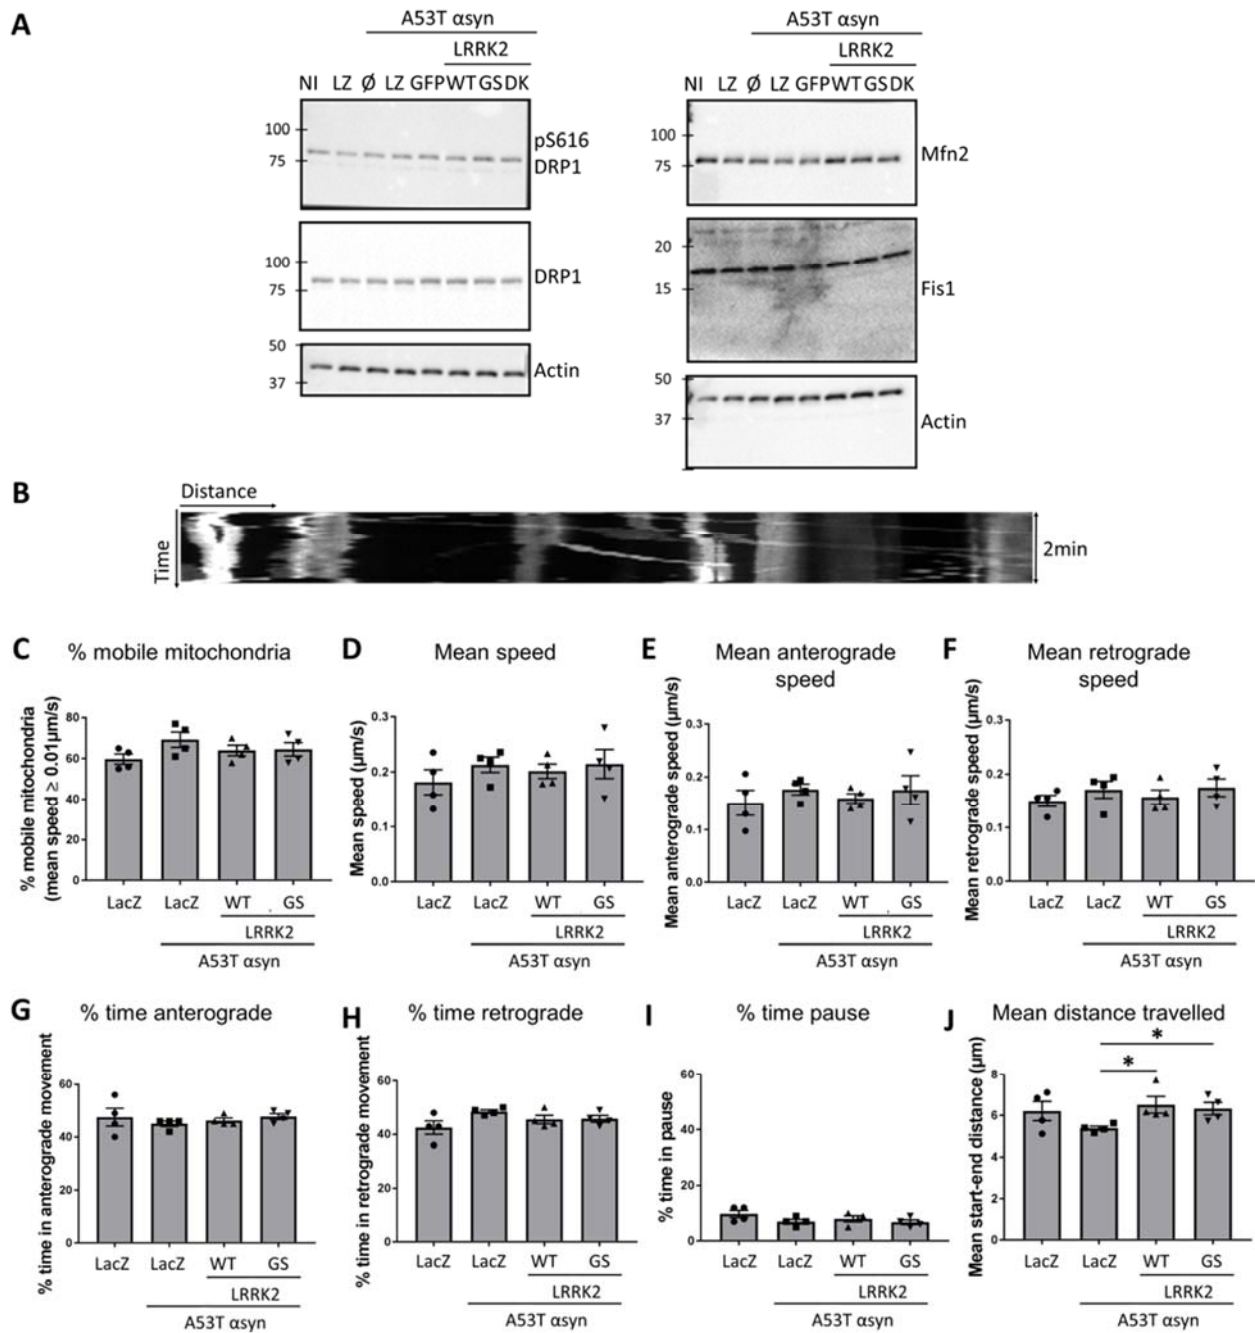 A
A53T αsyn
LRRK2
NI LZ Ø LZ GFP WT GS DK
100
75
pS616
DRP1
100
75
DRP1
50
37
Actin
A53T αsyn
LRRK2
NI LZ Ø LZ GFP WT GS DK
100
75
Mfn2
20
15
Fis1
50
37
Actin
B
Distance
Time
2min
C % mobile mitochondria
% mobile mitochondria
(mean speed ≥ 0.01µm/s)
80
60
40
20
0
LacZ LacZ WT GS
LRRK2
A53T αsyn
D Mean speed
Mean speed (µm/s)
0.3
0.2
0.1
0.0
LacZ LacZ WT GS
LRRK2
A53T αsyn
E Mean anterograde
speed
Mean anterograde speed (µm/s)
0.3
0.2
0.1
0.0
LacZ LacZ WT GS
LRRK2
A53T αsyn
F Mean retrograde
speed
Mean retrograde speed (µm/s)
0.3
0.2
0.1
0.0
LacZ LacZ WT GS
LRRK2
A53T αsyn
G % time anterograde
% time in anterograde movement
60
40
20
0
LacZ LacZ WT GS
LRRK2
A53T αsyn
H % time retrograde
% time in retrograde movement
60
40
20
0
LacZ LacZ WT GS
LRRK2
A53T αsyn
I % time pause
% time in pause
60
40
20
0
LacZ LacZ WT GS
LRRK2
A53T αsyn
J Mean distance travelled
Mean start-end distance (µm)
8
6
4
2
0
*
*
LacZ LacZ WT GS
LRRK2
A53T αsyn